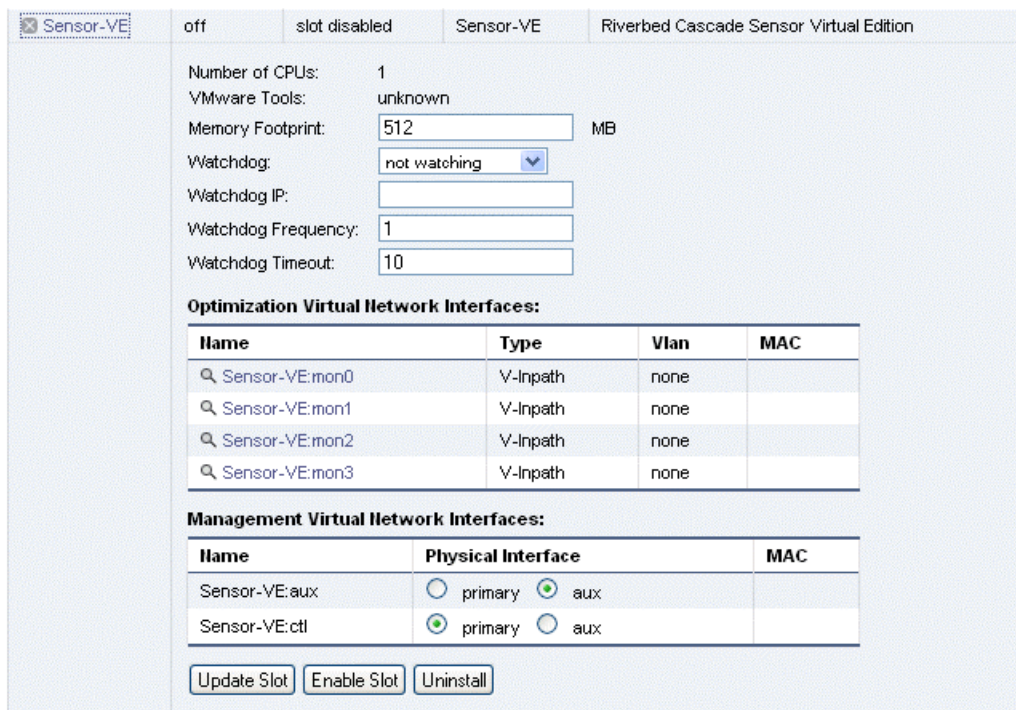 Sensor-VE off slot disabled Sensor-VE Riverbed Cascade Sensor Virtual Edition
Number of CPUs: 1
VMware Tools: unknown
Memory Footprint: 512 MB
Watchdog: not watching
Watchdog IP:
Watchdog Frequency: 1
Watchdog Timeout: 10
Optimization Virtual Network Interfaces:
Name Type Vlan MAC
Sensor-VE:mon0 V-Inpath none
Sensor-VE:mon1 V-Inpath none
Sensor-VE:mon2 V-Inpath none
Sensor-VE:mon3 V-Inpath none
Management Virtual Network Interfaces:
Name Physical Interface MAC
Sensor-VE:aux primary aux
Sensor-VE:ctl primary aux
Update Slot Enable Slot Uninstall